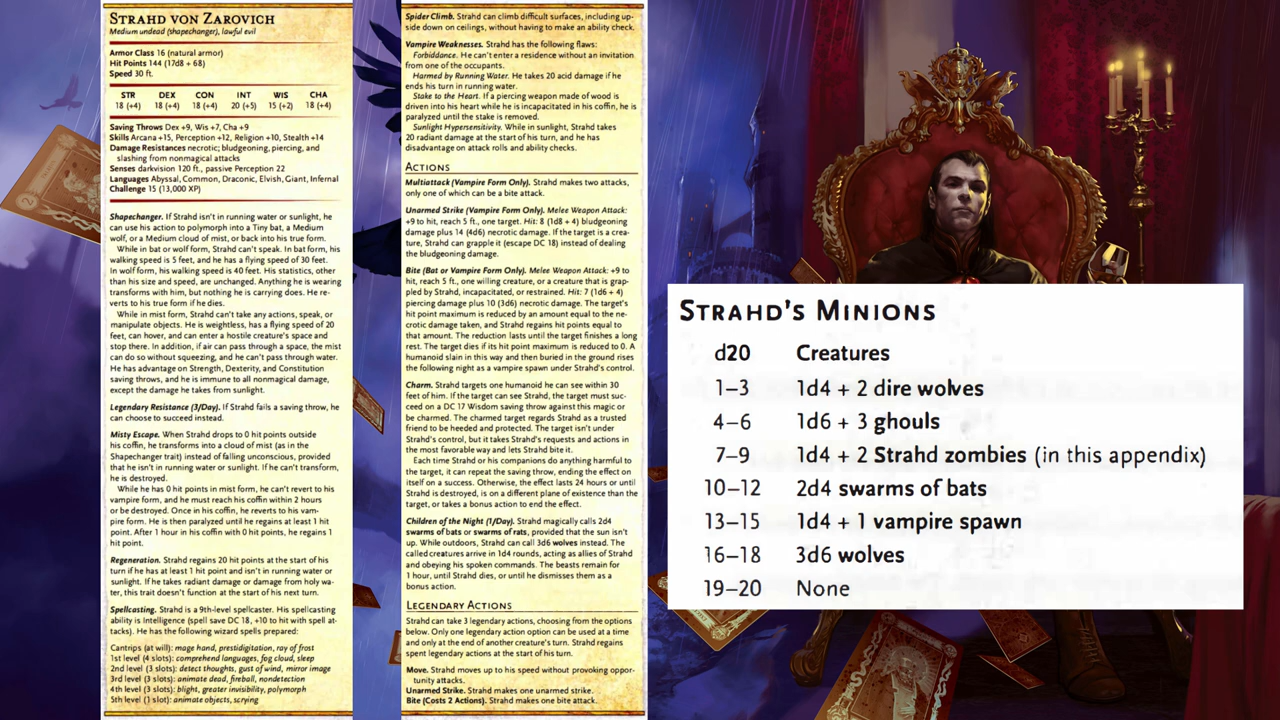 STRAHD VON ZAROVICH
Medium undead (shapechanger), lawful evil
Armor Class 16 (natural armor)
Hit Points 144 (17d8 + 68)
Speed 30 ft.
STR DEX CON INT WIS CHA
18 (+4) 18 (+4) 18 (+4) 20 (+5) 15 (+2) 18 (+4)
Saving Throws Dex +9, Wis +7, Cha +9
Skills Arcana +15, Perception +12, Religion +10, Stealth +14
Damage Resistances necrotic; bludgeoning, piercing, and
slashing from nonmagical attacks
Senses darkvision 120 ft., passive Perception 22
Languages Abyssal, Common, Draconic, Elvish, Giant, Infernal
Challenge 15 (13,000 XP)
Shapechanger. If Strahd isn't in running water or sunlight, he
can use his action to polymorph into a Tiny bat, a Medium
wolf, or a Medium cloud of mist, or back into his true form.
While in bat or wolf form, Strahd can't speak. In bat form, his
walking speed is 5 feet, and he has a flying speed of 30 feet.
In wolf form, his walking speed is 40 feet. His statistics, other
than his size and speed, are unchanged. Anything he is wearing
transforms with him, but nothing he is carrying does. He re-
verts to his true form if he dies.
While in mist form, Strahd can't take any actions, speak, or
manipulate objects. He is weightless, has a flying speed of 20
feet, can hover, and can enter a hostile creature's space and
stop there. In addition, if air can pass through a space, the mist
can do so without squeezing, and he can't pass through water.
He has advantage on Strength, Dexterity, and Constitution
saving throws, and he is immune to all nonmagical damage,
except the damage he takes from sunlight.
Legendary Resistance (3/Day). If Strahd fails a saving throw, he
can choose to succeed instead.
Misty Escape. When Strahd drops to 0 hit points outside
his coffin, he transforms into a cloud of mist (as in the
Shapechanger trait) instead of falling unconscious, provided
that he isn't in running water or sunlight. If he can't transform,
he is destroyed.
While he has 0 hit points in mist form, he can't revert to his
vampire form, and he must reach his coffin within 2 hours
or be destroyed. Once in his coffin, he reverts to his vam-
pire form. He is then paralyzed until he regains at least 1 hit
point. After 1 hour in his coffin with 0 hit points, he regains 1
hit point.
Regeneration. Strahd regains 20 hit points at the start of his
turn if he has at least 1 hit point and isn't in running water or
sunlight. If he takes radiant damage or damage from holy wa-
ter, this trait doesn't function at the start of his next turn.
Spellcasting. Strahd is a 9th-level spellcaster. His spellcasting
ability is Intelligence (spell save DC 18, +10 to hit with spell at-
tacks). He has the following wizard spells prepared:
Cantrips (at will): mage hand, prestidigitation, ray of frost
1st level (4 slots): comprehend languages, fog cloud, sleep
2nd level (3 slots): detect thoughts, gust of wind, mirror image
3rd level (3 slots): animate dead, fireball, nondetection
4th level (3 slots): blight, greater invisibility, polymorph
5th level (1 slot): animate objects, scrying
Spider Climb. Strahd can climb difficult surfaces, including up-
side down on ceilings, without having to make an ability check.
Vampire Weaknesses. Strahd has the following flaws:
Forbiddance. He can't enter a residence without an invitation
from one of the occupants.
Harmed by Running Water. He takes 20 acid damage if he
ends his turn in running water.
Stake to the Heart. If a piercing weapon made of wood is
driven into his heart while he is incapacitated in his coffin, he is
paralyzed until the stake is removed.
Sunlight Hypersensitivity. While in sunlight, Strahd takes
20 radiant damage at the start of his turn, and he has
disadvantage on attack rolls and ability checks.
ACTIONS
Multiattack (Vampire Form Only). Strahd makes two attacks,
only one of which can be a bite attack.
Unarmed Strike (Vampire Form Only). Melee Weapon Attack:
+9 to hit, reach 5 ft., one target. Hit: 8 (1d8 + 4) bludgeoning
damage plus 14 (4d6) necrotic damage. If the target is a crea-
ture, Strahd can grapple it (escape DC 18) instead of dealing
the bludgeoning damage.
Bite (Bat or Vampire Form Only). Melee Weapon Attack: +9 to
hit, reach 5 ft., one willing creature, or a creature that is grap-
pled by Strahd, incapacitated, or restrained. Hit: 7 (1d6 + 4)
piercing damage plus 10 (3d6) necrotic damage. The target's
hit point maximum is reduced by an amount equal to the ne-
crotic damage taken, and Strahd regains hit points equal to
that amount. The reduction lasts until the target finishes a long
rest. The target dies if its hit point maximum is reduced to 0. A
humanoid slain in this way and then buried in the ground rises
the following night as a vampire spawn under Strahd's control.
Charm. Strahd targets one humanoid he can see within 30
feet of him. If the target can see Strahd, the target must suc-
ceed on a DC 17 Wisdom saving throw against this magic or
be charmed. The charmed target regards Strahd as a trusted
friend to be heeded and protected. The target isn't under
Strahd's control, but it takes Strahd's requests and actions in
the most favorable way and lets Strahd bite it.
Each time Strahd or his companions do anything harmful to
the target, it can repeat the saving throw, ending the effect on
itself on a success. Otherwise, the effect lasts 24 hours or until
Strahd is destroyed, is on a different plane of existence than the
target, or takes a bonus action to end the effect.
Children of the Night (1/Day). Strahd magically calls 2d4
swarms of bats or swarms of rats, provided that the sun isn't
up. While outdoors, Strahd can call 3d6 wolves instead. The
called creatures arrive in 1d4 rounds, acting as allies of Strahd
and obeying his spoken commands. The beasts remain for
1 hour, until Strahd dies, or until he dismisses them as a
bonus action.
LEGENDARY ACTIONS
Strahd can take 3 legendary actions, choosing from the options
below. Only one legendary action option can be used at a time
and only at the end of another creature's turn. Strahd regains
spent legendary actions at the start of his turn.
Move. Strahd moves up to his speed without provoking oppor-
tunity attacks.
Unarmed Strike. Strahd makes one unarmed strike.
Bite (Costs 2 Actions). Strahd makes one bite attack.
STRAHD'S MINIONS
d20 Creatures
1–3 1d4 + 2 dire wolves
4–6 1d6 + 3 ghouls
7–9 1d4 + 2 Strahd zombies (in this appendix)
10–12 2d4 swarms of bats
13–15 1d4 + 1 vampire spawn
16–18 3d6 wolves
19–20 None